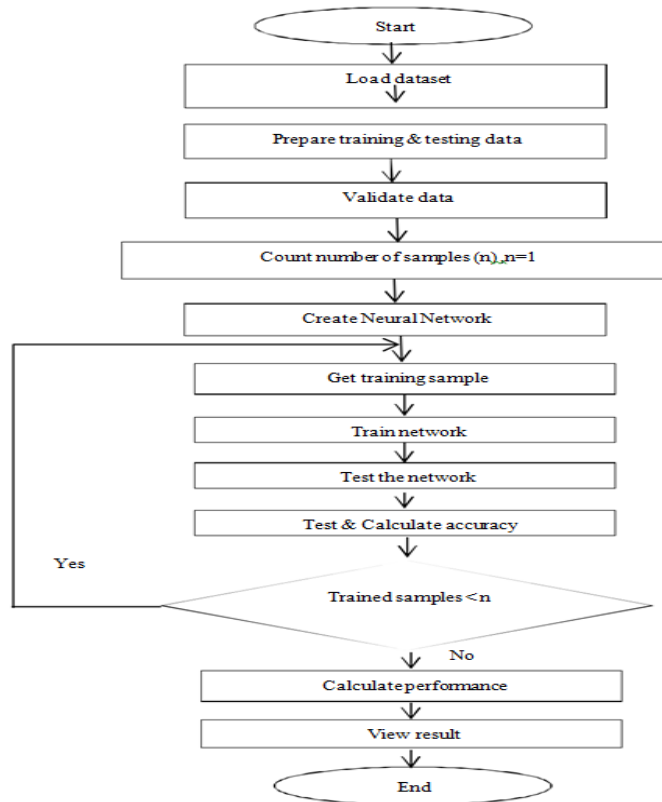 Start
Load dataset
Prepare training & testing data
Validate data
Count number of samples (n),n=1
Create Neural Network
Get training sample
Train network
Test the network
Test & Calculate accuracy
Yes
Trained samples < n
No
Calculate performance
View result
End